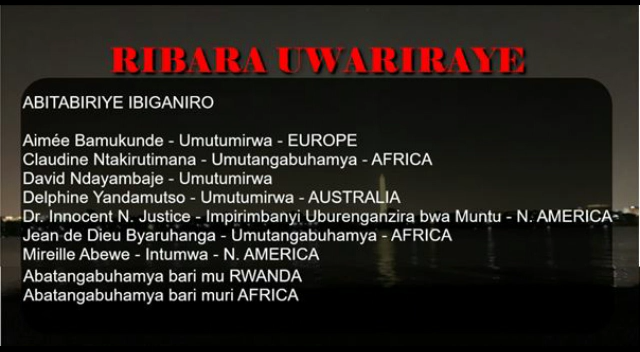 RIBARA UWARIRAYE
ABITABIRIYE IBIGANIRO
Aimée Bamukunde - Umutumirwa - EUROPE
Claudine Ntakirutimana - Umutangabuhamya - AFRICA
David Ndayambaje - Umutumirwa
Delphine Yandamutso - Umutumirwa - AUSTRALIA
Dr. Innocent N. Justice - Impirimbanyi Uburenganzira bwa Muntu - N. AMERICA-
Jean de Dieu Byaruhanga - Umutangabuhamya - AFRICA
Mireille Abewe - Intumwa - N. AMERICA
Abatangabuhamya bari mu RWANDA
Abatangabuhamya bari muri AFRICA